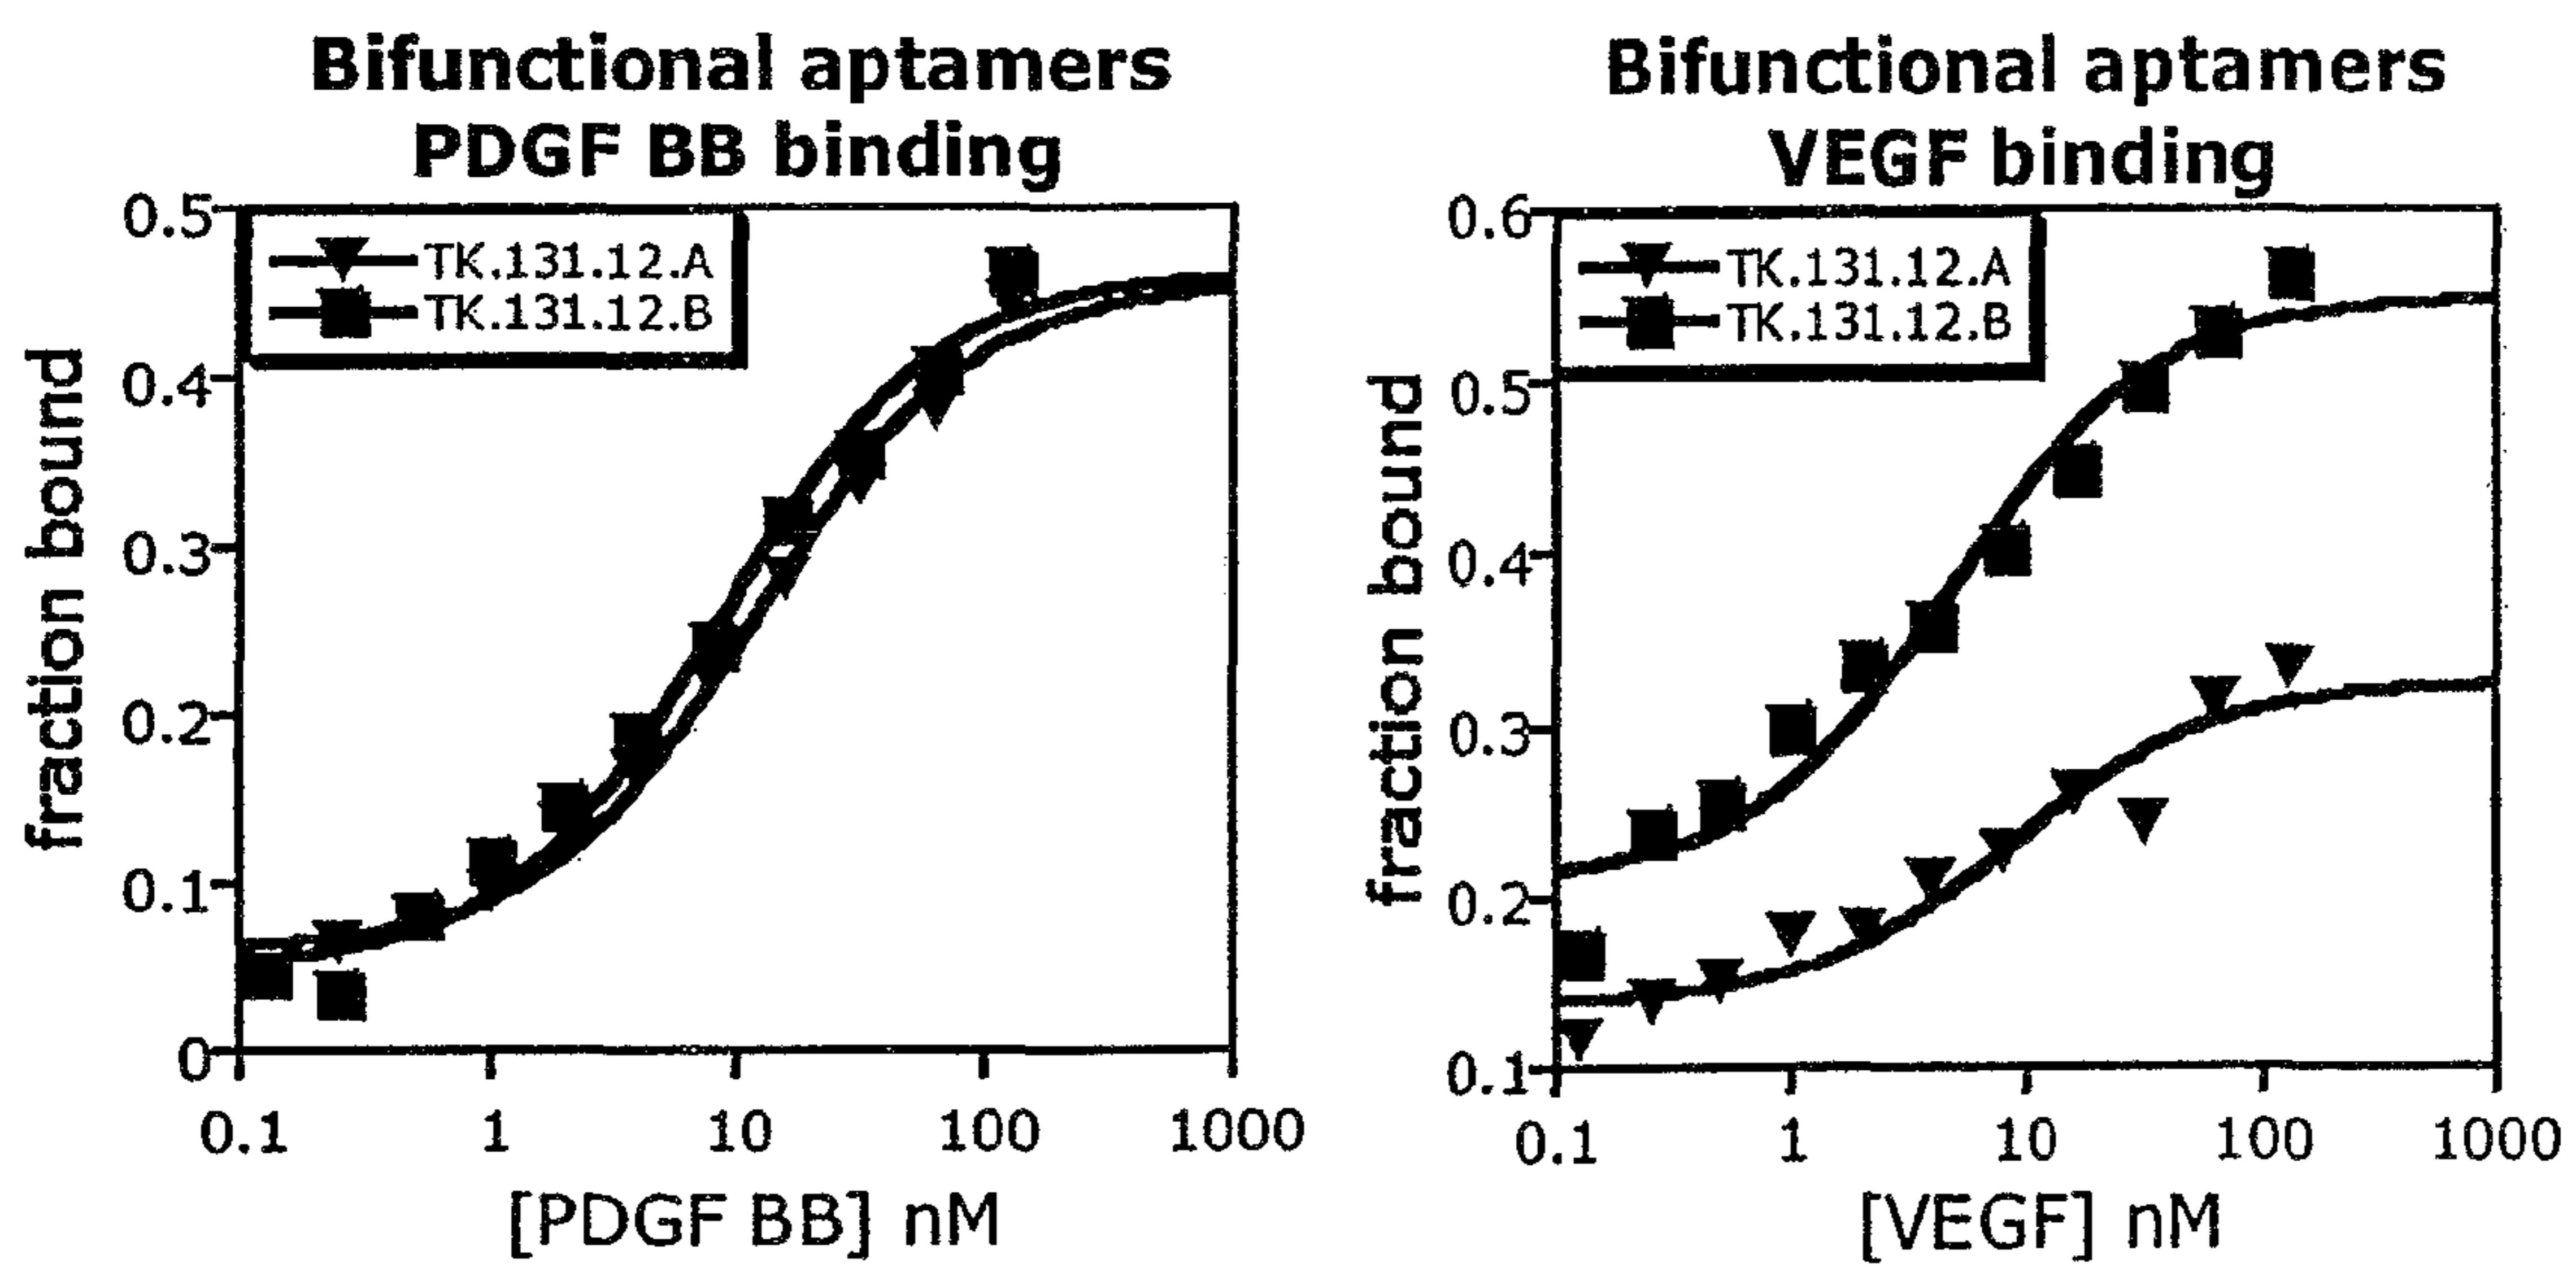 Bifunctional aptamers
PDGF BB binding
0.5
0.4
0.3
0.2
0.1
0
TK.131.12.A
TK.131.12.B
fraction bound
0.1 1 10 100 1000
[PDGF BB] nM
Bifunctional aptamers
VEGF binding
0.6
0.5
0.4
0.3
0.2
0.1
TK.131.12.A
TK.131.12.B
fraction bound
0.1 1 10 100 1000
[VEGF] nM